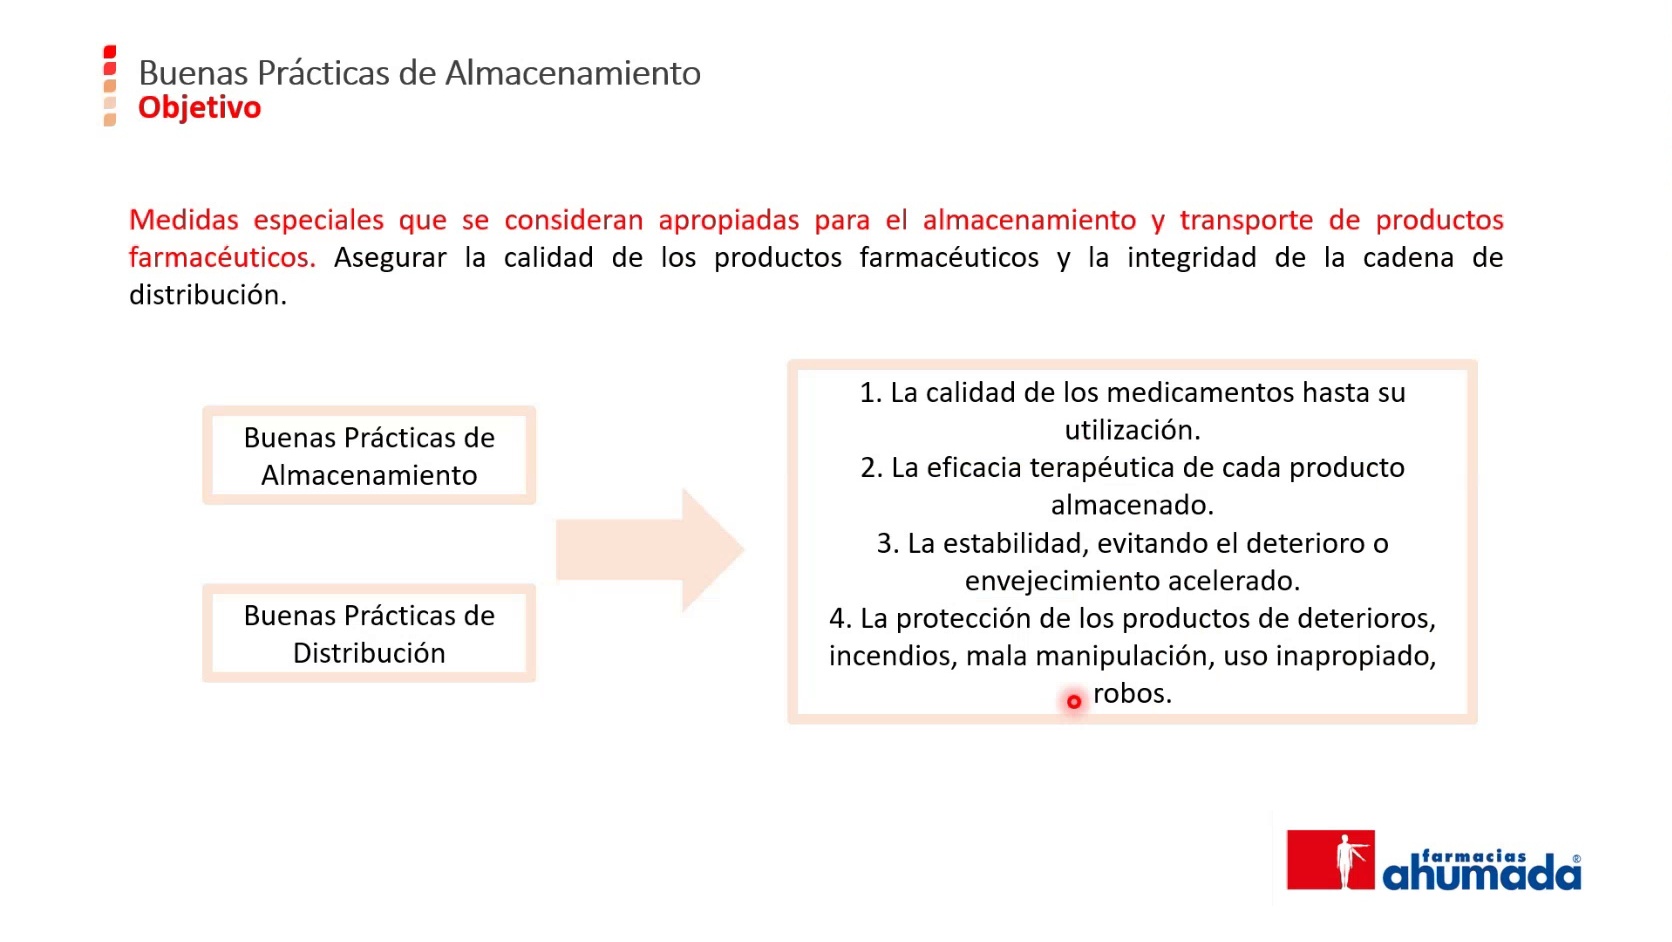 Buenas Prácticas de Almacenamiento
Objetivo
Medidas especiales que se consideran apropiadas para el almacenamiento y transporte de productos
farmacéuticos. Asegurar la calidad de los productos farmacéuticos y la integridad de la cadena de
distribución.
Buenas Prácticas de
Almacenamiento
Buenas Prácticas de
Distribución
1. La calidad de los medicamentos hasta su
utilización.
2. La eficacia terapéutica de cada producto
almacenado.
3. La estabilidad, evitando el deterioro o
envejecimiento acelerado.
4. La protección de los productos de deterioros,
incendios, mala manipulación, uso inapropiado,
robos.
farmacias
ahumada®